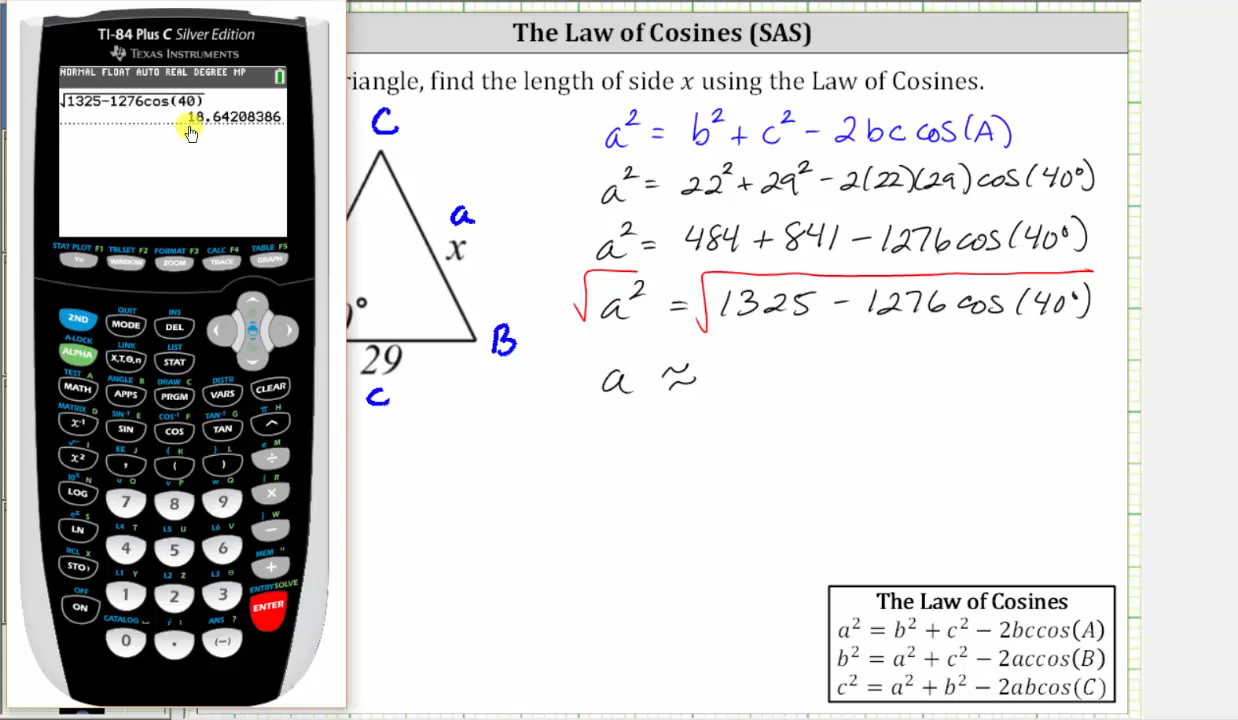 The Law of Cosines (SAS)
riangle, find the length of side x using the Law of Cosines.
TI-84 Plus C Silver Edition
TEXAS INSTRUMENTS
NORMAL FLOAT AUTO REAL DEGREE MP
√1325-1276cos(40)
18.64208386
C
a
x
B
29
c
°
a² = b² + c² - 2bc cos(A)
a² = 22² + 29² - 2(22)(29) cos(40°)
a² = 484 + 841 - 1276 cos(40°)
√a² = √1325 - 1276 cos(40°)
a ≈
STAT PLOT F1 TBLSET F2 FORMAT F3 CALC F4 TABLE F5
Y= WINDOW ZOOM TRACE GRAPH
QUIT INS
2ND MODE DEL
A-LOCK LINK LIST
ALPHA X,T,Θ,n STAT
TEST A ANGLE B DRAW C DISTR
MATH APPS PRGM VARS CLEAR
MATRIX D SIN⁻¹ E COS⁻¹ F TAN⁻¹ G π H
x⁻¹ SIN COS TAN ^
√ I EE J { K } L e M
x² , ( ) ÷
10ˣ N u O v P w Q [ R
LOG 7 8 9 ×
eˣ S L4 T L5 U L6 V ] W
LN 4 5 6 −
RCL X L1 Y L2 Z L3 θ MEM "
STO› 1 2 3 +
OFF CATALOG i : ANS ? ENTRY SOLVE
ON 0 . (−) ENTER
The Law of Cosines
a² = b² + c² − 2bccos(A)
b² = a² + c² − 2accos(B)
c² = a² + b² − 2abcos(C)